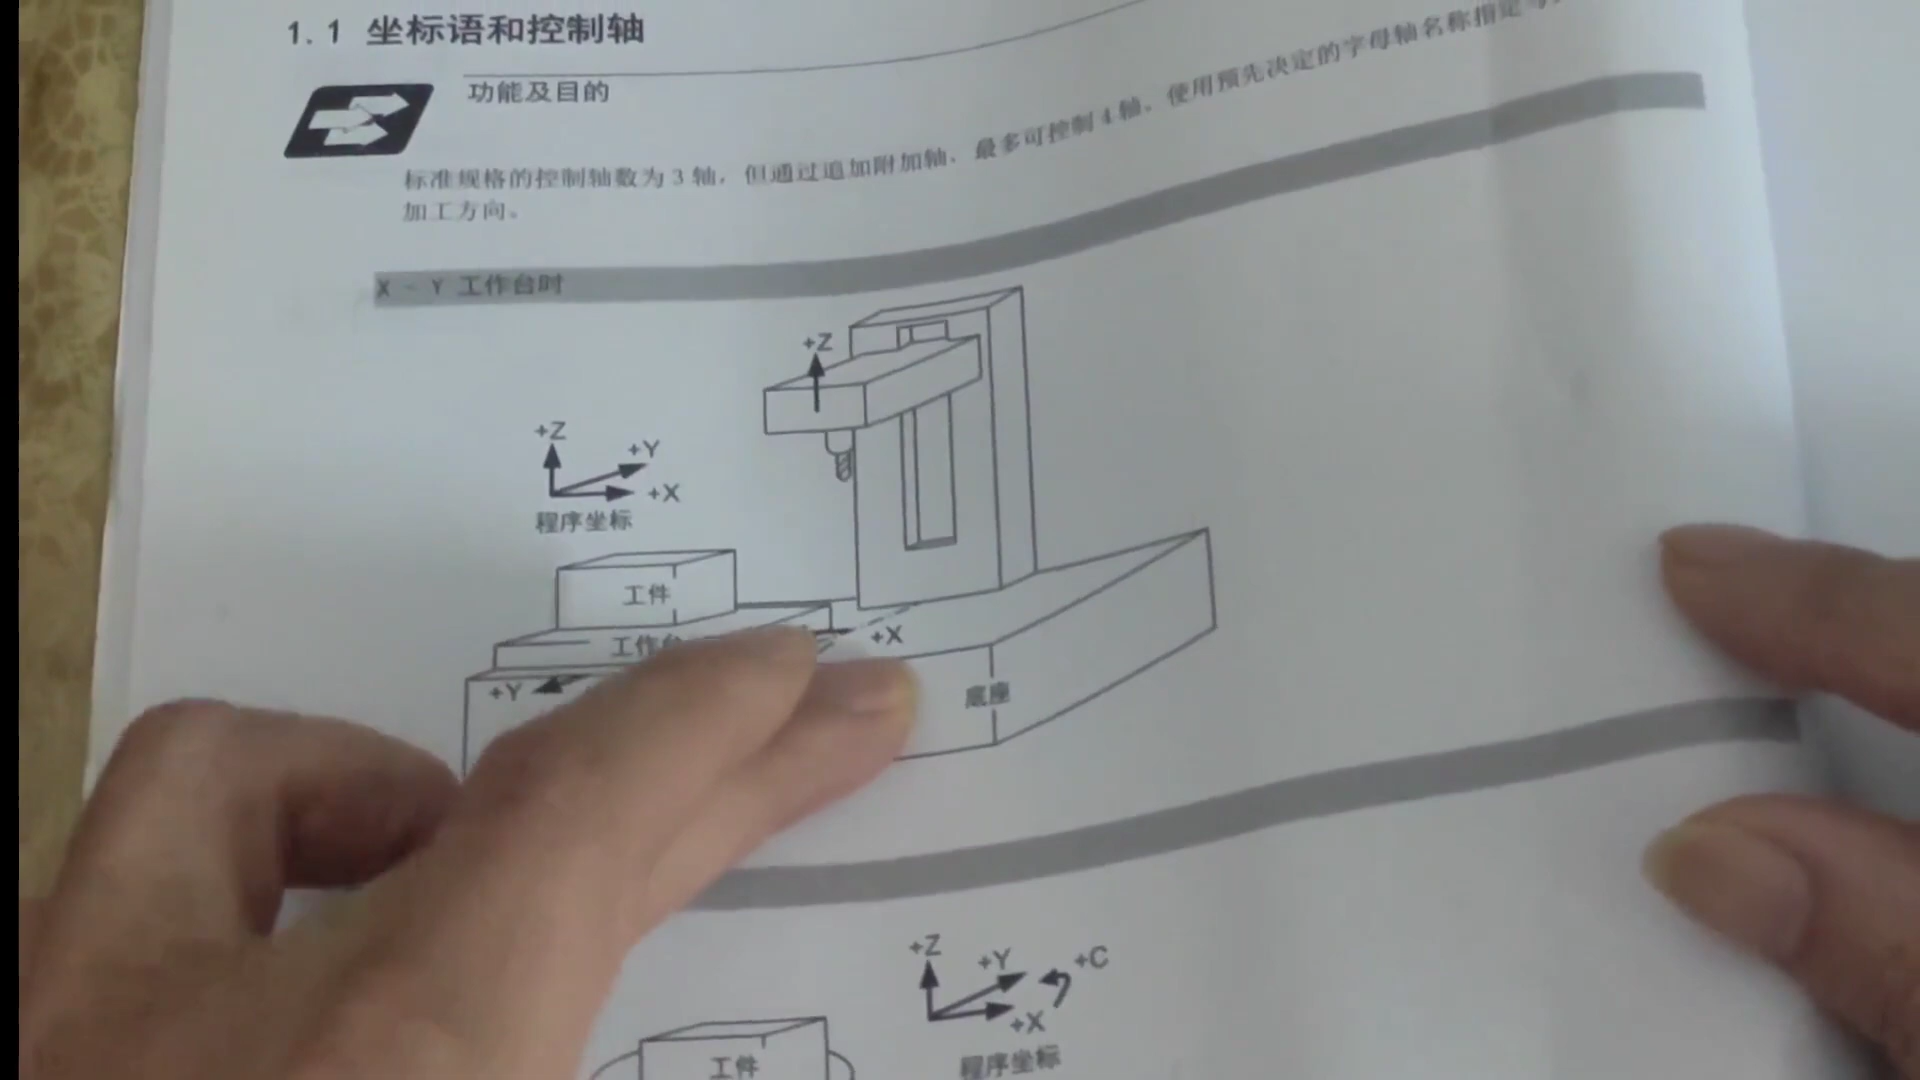 1. 1 坐标语和控制轴
功能及目的
标准规格的控制轴数为 3 轴，但通过追加附加轴，最多可控制 4 轴。使用预先决定的字母轴名称指定
加工方向。
X - Y 工作台时
+Z
+Z
+Y
+X
程序坐标
工件
工作台
+X
+Y
底座
+Z
+Y
+C
+X
程序坐标
工件